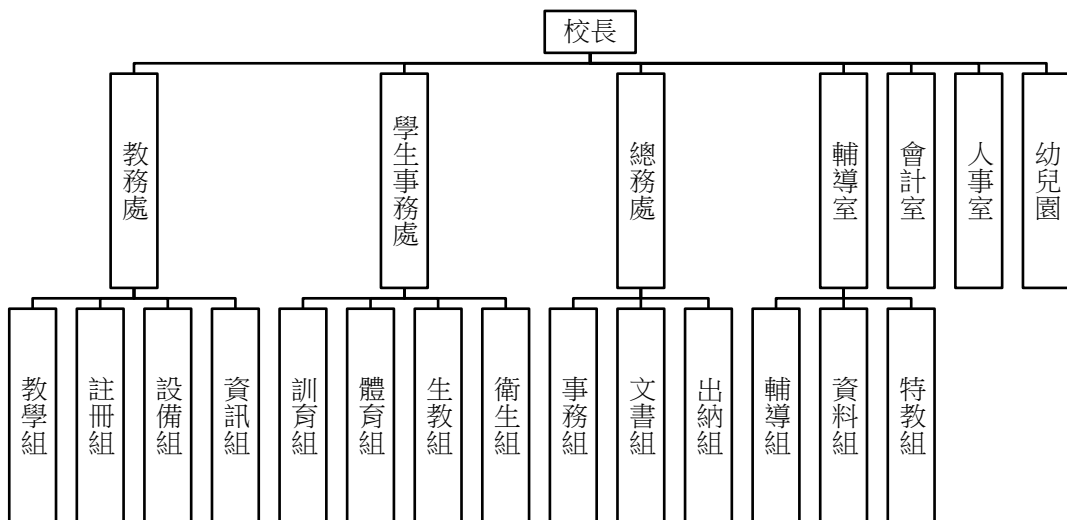 校長
教務處
學生事務處
總務處
輔導室
會計室
人事室
幼兒園
教學組
註冊組
設備組
資訊組
訓育組
體育組
生教組
衛生組
事務組
文書組
出納組
輔導組
資料組
特教組